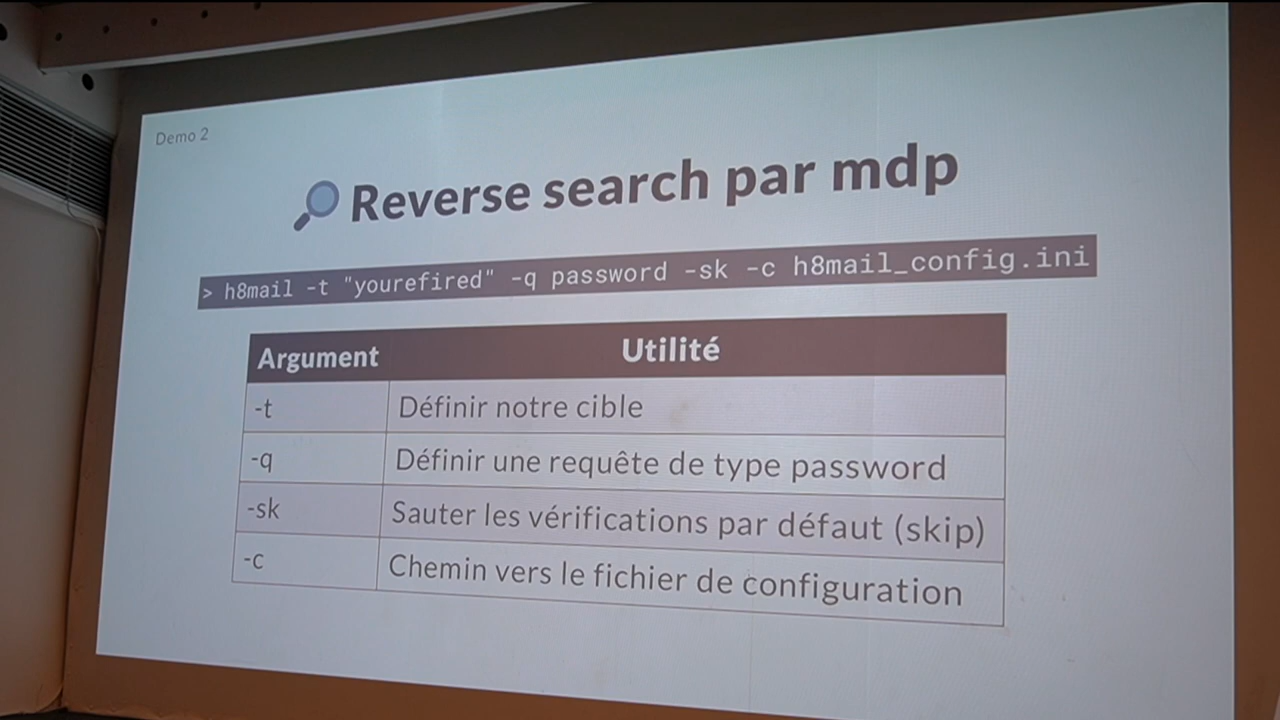 Demo 2
Reverse search par mdp
> h8mail -t "yourefired" -q password -sk -c h8mail_config.ini
Argument Utilité
-t Définir notre cible
-q Définir une requête de type password
-sk Sauter les vérifications par défaut (skip)
-c Chemin vers le fichier de configuration